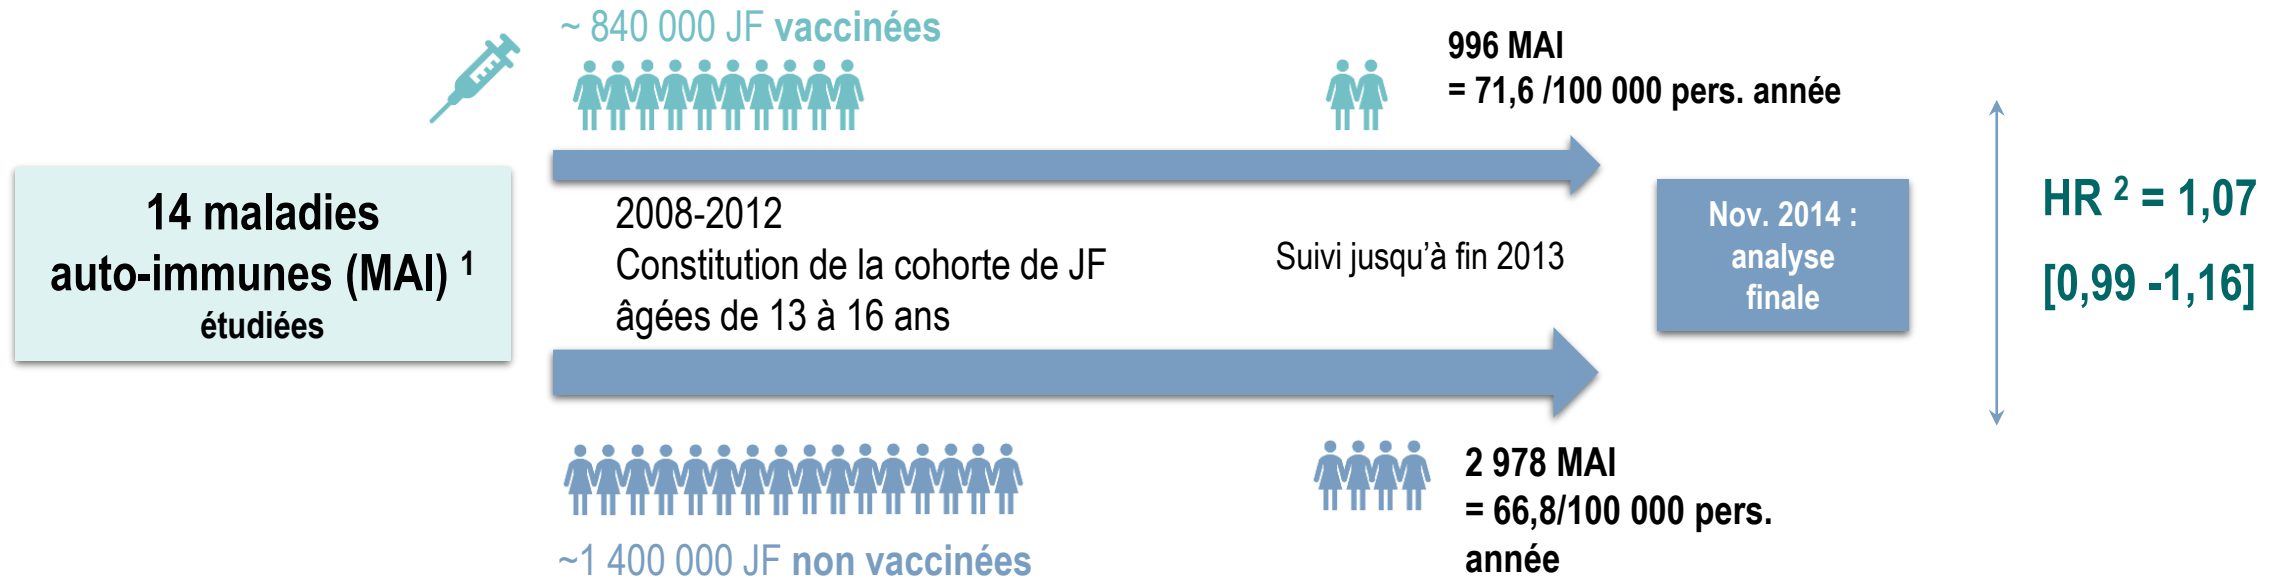 ~ 840 000 JF vaccinées
996 MAI
= 71,6 /100 000 pers. année
14 maladies
auto-immunes (MAI) 1
étudiées
2008-2012
Constitution de la cohorte de JF
âgées de 13 à 16 ans
Suivi jusqu'à fin 2013
Nov. 2014 :
analyse
finale
HR 2 = 1,07
[0,99 -1,16]
2 978 MAI
= 66,8/100 000 pers.
année
~1 400 000 JF non vaccinées